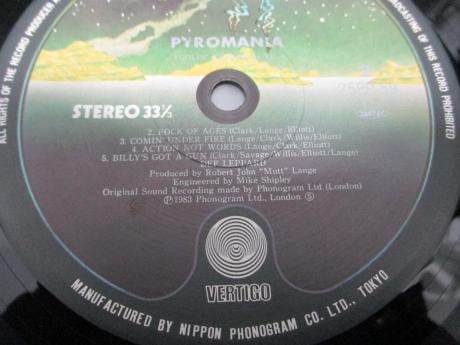 PYROMANIA
STEREO 33⅓
2. ROCK OF AGES (Clark/Lange/Elliott)
3. COMIN' UNDER FIRE (Lange/Clark/Willis/Elliott)
4. ACTION NOT WORDS (Lange/Clark/Elliott)
5. BILLY'S GOT A GUN (Clark/Savage/Willis/Elliott/Lange)
DEF LEPPARD
Produced by Robert John "Mutt" Lange
Engineered by Mike Shipley
Original Sound Recording made by Phonogram Ltd. (London)
Ⓟ1983 Phonogram Ltd., London Ⓢ
VERTIGO
MANUFACTURED BY NIPPON PHONOGRAM CO. LTD., TOKYO
ALL RIGHTS OF THE RECORD PRODUCER
BROADCASTING OF THIS RECORD PROHIBITED